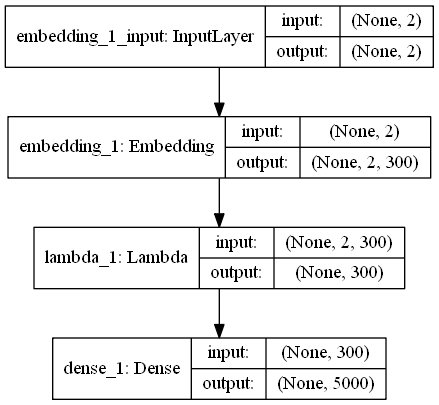 embedding_1_input: InputLayer
input: (None, 2)
output: (None, 2)
embedding_1: Embedding
input: (None, 2)
output: (None, 2, 300)
lambda_1: Lambda
input: (None, 2, 300)
output: (None, 300)
dense_1: Dense
input: (None, 300)
output: (None, 5000)